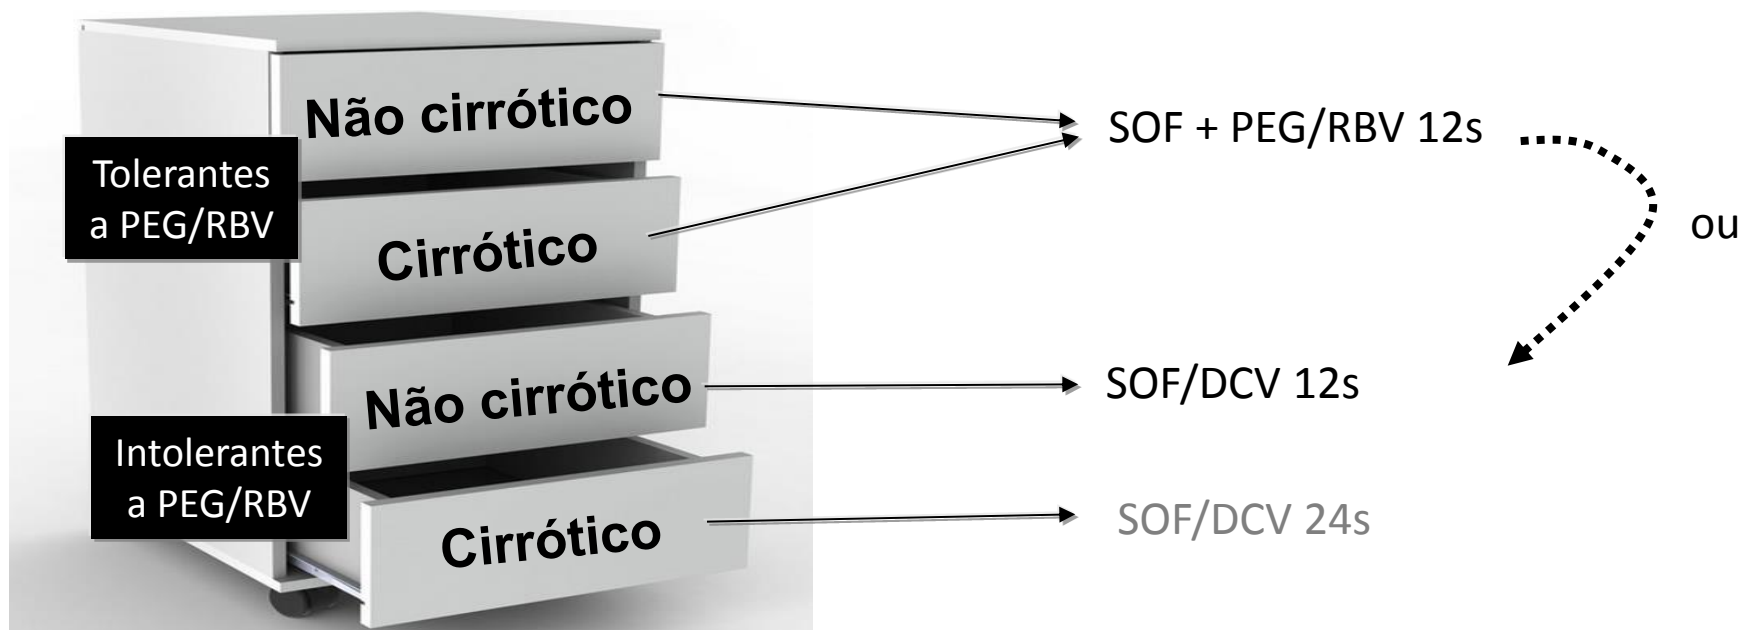 Não cirrótico
Tolerantes
a PEG/RBV
Cirrótico
SOF + PEG/RBV 12s
ou
Não cirrótico
SOF/DCV 12s
Intolerantes
a PEG/RBV
Cirrótico
SOF/DCV 24s